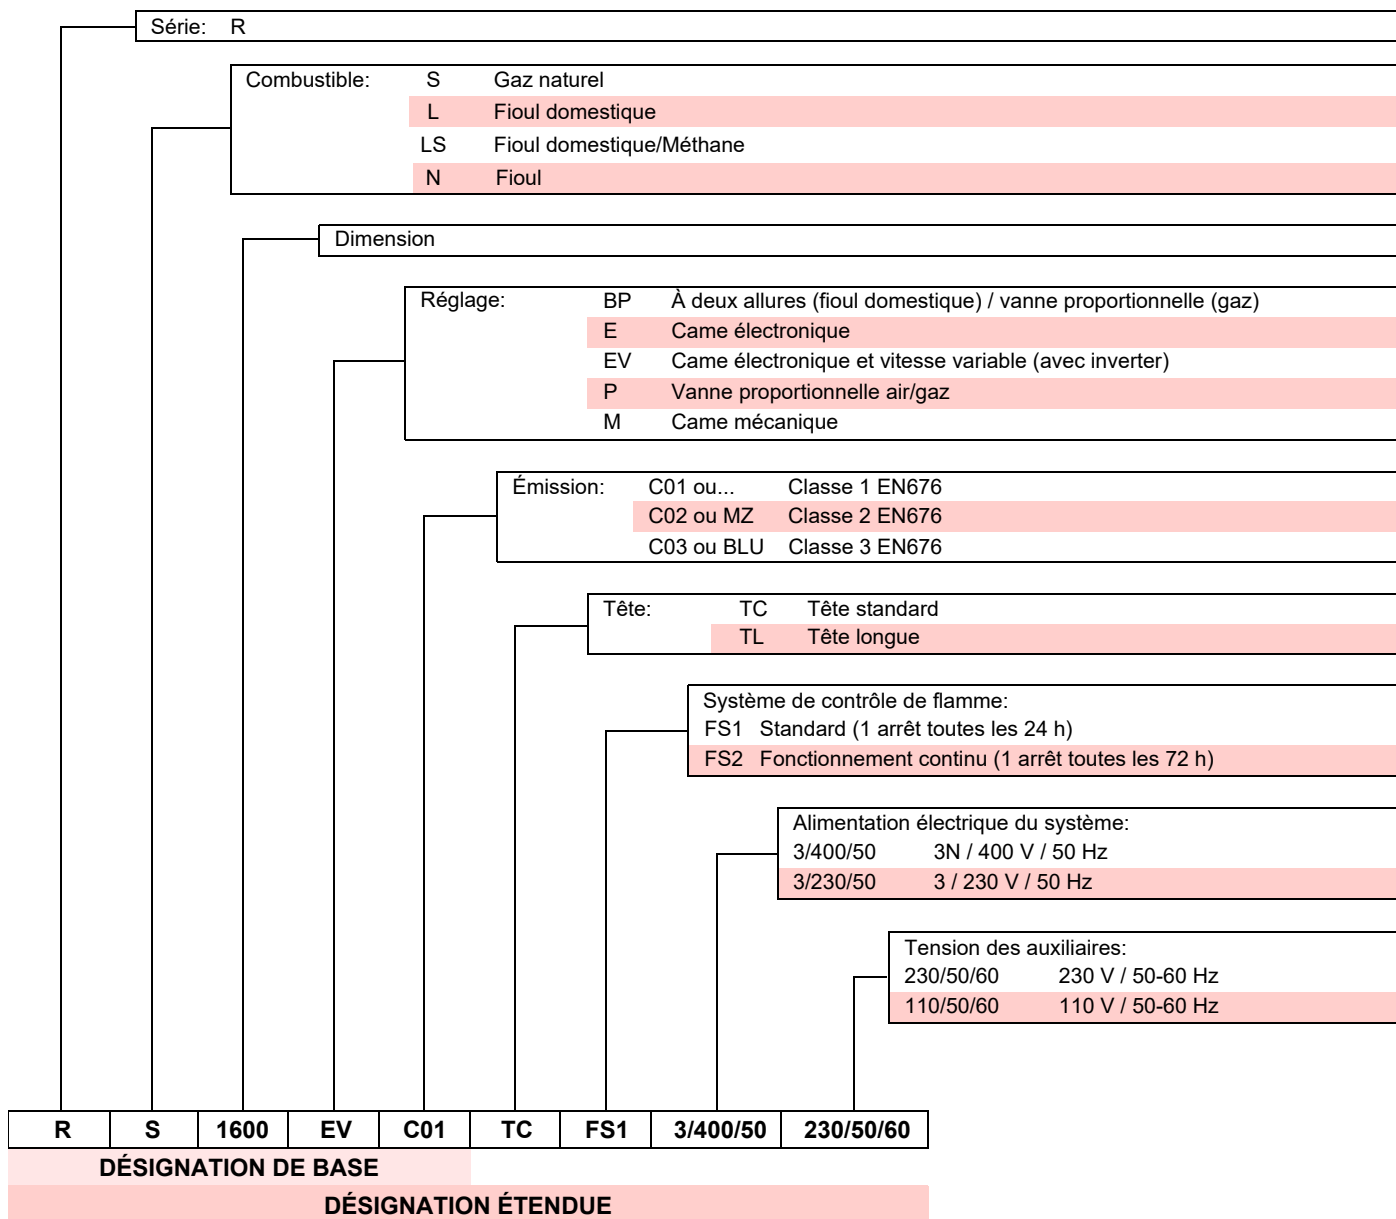 Série: R
Combustible: S Gaz naturel
L Fioul domestique
LS Fioul domestique/Méthane
N Fioul
Dimension
Réglage: BP À deux allures (fioul domestique) / vanne proportionnelle (gaz)
E Came électronique
EV Came électronique et vitesse variable (avec inverter)
P Vanne proportionnelle air/gaz
M Came mécanique
Émission: C01 ou... Classe 1 EN676
C02 ou MZ Classe 2 EN676
C03 ou BLU Classe 3 EN676
Tête: TC Tête standard
TL Tête longue
Système de contrôle de flamme:
FS1 Standard (1 arrêt toutes les 24 h)
FS2 Fonctionnement continu (1 arrêt toutes les 72 h)
Alimentation électrique du système:
3/400/50 3N / 400 V / 50 Hz
3/230/50 3 / 230 V / 50 Hz
Tension des auxiliaires:
230/50/60 230 V / 50-60 Hz
110/50/60 110 V / 50-60 Hz
R S 1600 EV C01 TC FS1 3/400/50 230/50/60
DÉSIGNATION DE BASE
DÉSIGNATION ÉTENDUE